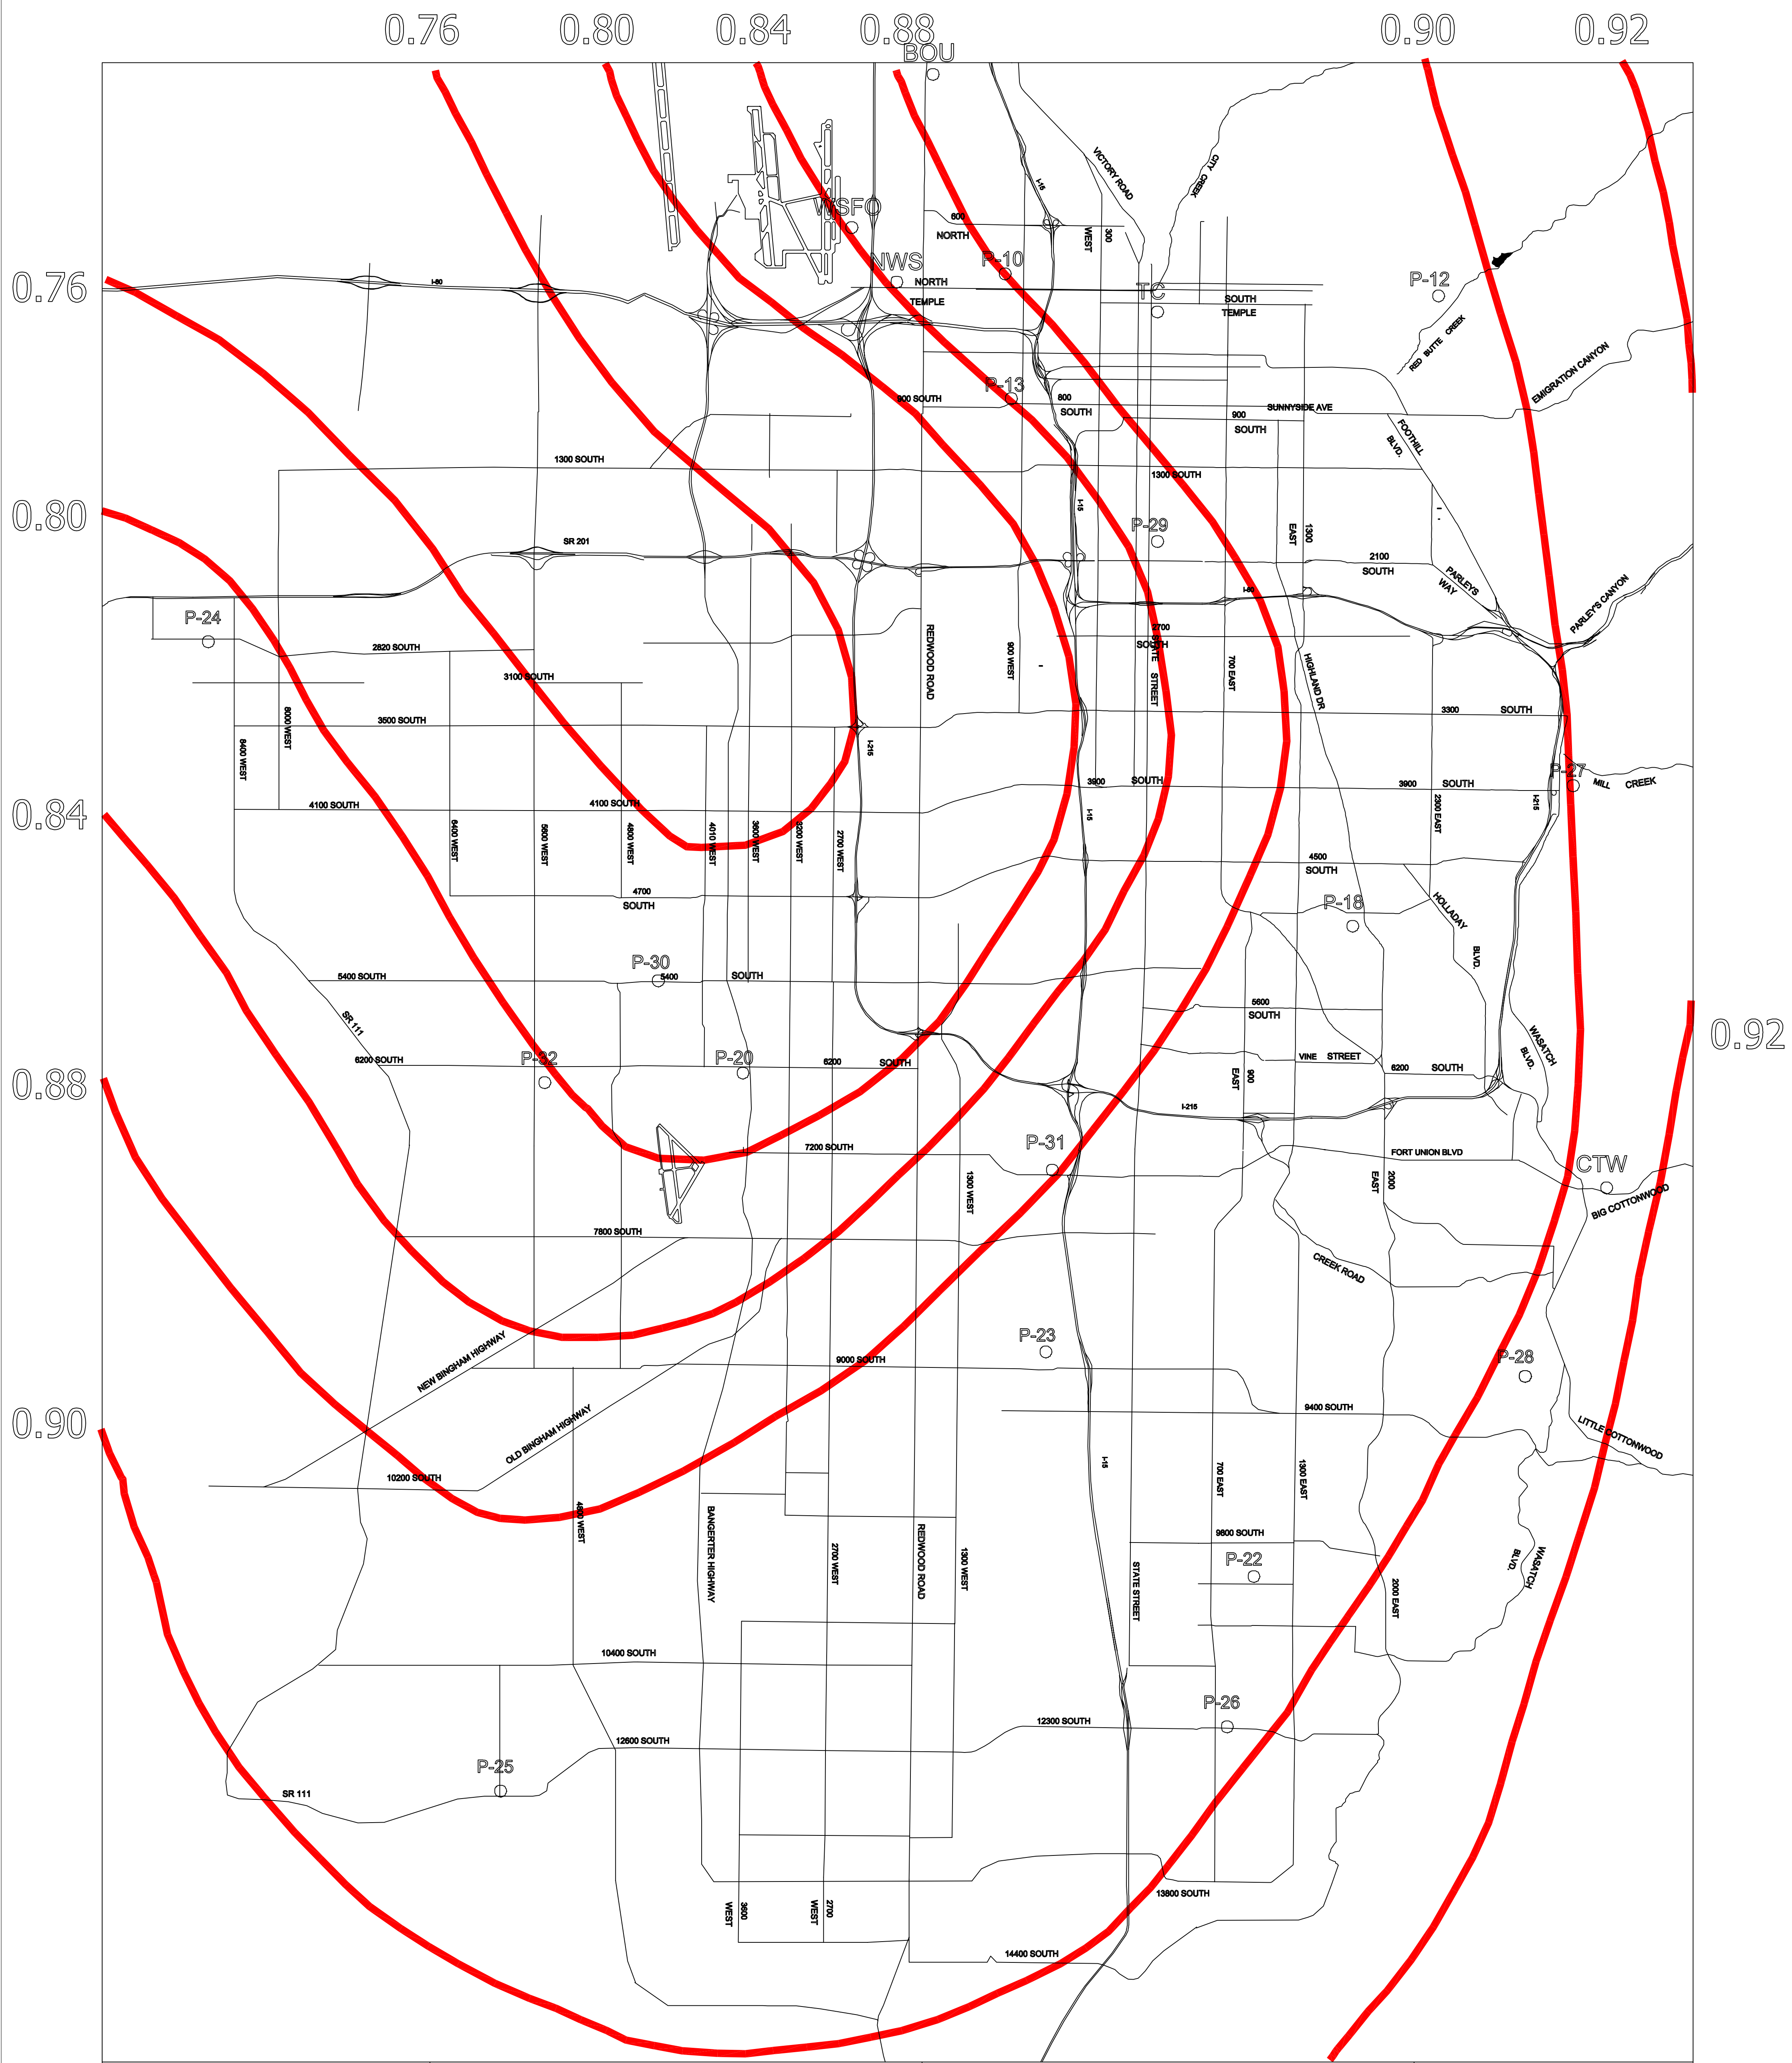 0.76
0.80
0.84
0.88
0.90
0.92
BOU
VICTORY ROAD
CITY
CREEK
I-15
WSFO
600
NORTH
WEST
300
0.76
I-80
NWS
NORTH
TEMPLE
P-10
TC
SOUTH
TEMPLE
P-12
RED BUTTE CREEK
EMIGRATION CANYON
P-13
900 SOUTH
800
SOUTH
SUNNYSIDE AVE
900
SOUTH
FOOTHILL
BLVD.
1300 SOUTH
1300 SOUTH
0.80
I-15
P-29
EAST
1300
SR 201
2100
SOUTH
PARLEY'S
WAY
PARLEY'S CANYON
I-80
P-24
2820 SOUTH
REDWOOD ROAD
900 WEST
2700
SOUTH
STATE STREET
700 EAST
HIGHLAND DR
3100 SOUTH
8000 WEST
3500 SOUTH
3300 SOUTH
8400 WEST
I-215
P-27
MILL CREEK
3900 SOUTH
3900 SOUTH
I-215
2300 EAST
0.84
4100 SOUTH
4100 SOUTH
I-15
6400 WEST
5600 WEST
4800 WEST
4010 WEST
3600 WEST
3200 WEST
2700 WEST
4500
SOUTH
4700
SOUTH
P-18
HOLLADAY
BLVD.
P-30
5400 SOUTH
5400 SOUTH
SR 111
5600
SOUTH
WASATCH
BLVD.
0.92
6200 SOUTH
P-32
P-20
6200 SOUTH
VINE STREET
900
EAST
6200 SOUTH
0.88
I-215
P-31
7200 SOUTH
FORT UNION BLVD
CTW
1300 WEST
2000
EAST
BIG COTTONWOOD
7800 SOUTH
CREEK ROAD
P-23
NEW BINGHAM HIGHWAY
9000 SOUTH
P-28
OLD BINGHAM HIGHWAY
9400 SOUTH
0.90
LITTLE COTTONWOOD
10200 SOUTH
I-15
700 EAST
1300 EAST
4800 WEST
BANGERTER HIGHWAY
REDWOOD ROAD
2700 WEST
1300 WEST
9800 SOUTH
P-22
STATE STREET
2000 EAST
WASATCH
BLVD.
10400 SOUTH
P-26
12300 SOUTH
12600 SOUTH
P-25
SR 111
13800 SOUTH
3600
WEST
2700
WEST
14400 SOUTH